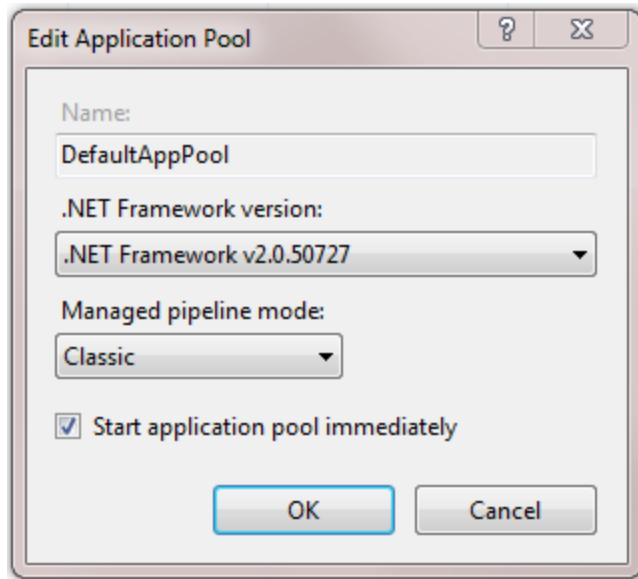 Edit Application Pool
Name:
DefaultAppPool
.NET Framework version:
.NET Framework v2.0.50727
Managed pipeline mode:
Classic
Start application pool immediately
OK
Cancel